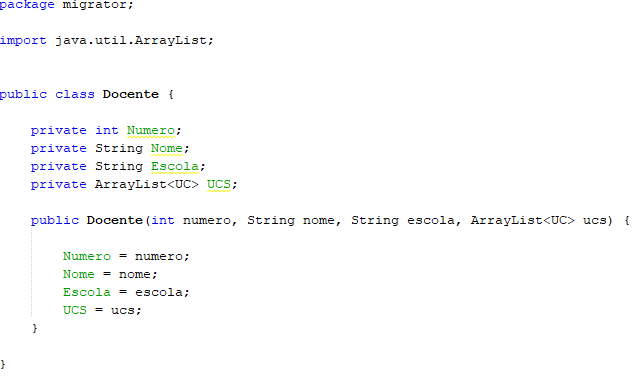 package migrator;
import java.util.ArrayList;
public class Docente {
private int Numero;
private String Nome;
private String Escola;
private ArrayList<UC> UCS;
public Docente(int numero, String nome, String escola, ArrayList<UC> ucs) {
Numero = numero;
Nome = nome;
Escola = escola;
UCS = ucs;
}
}